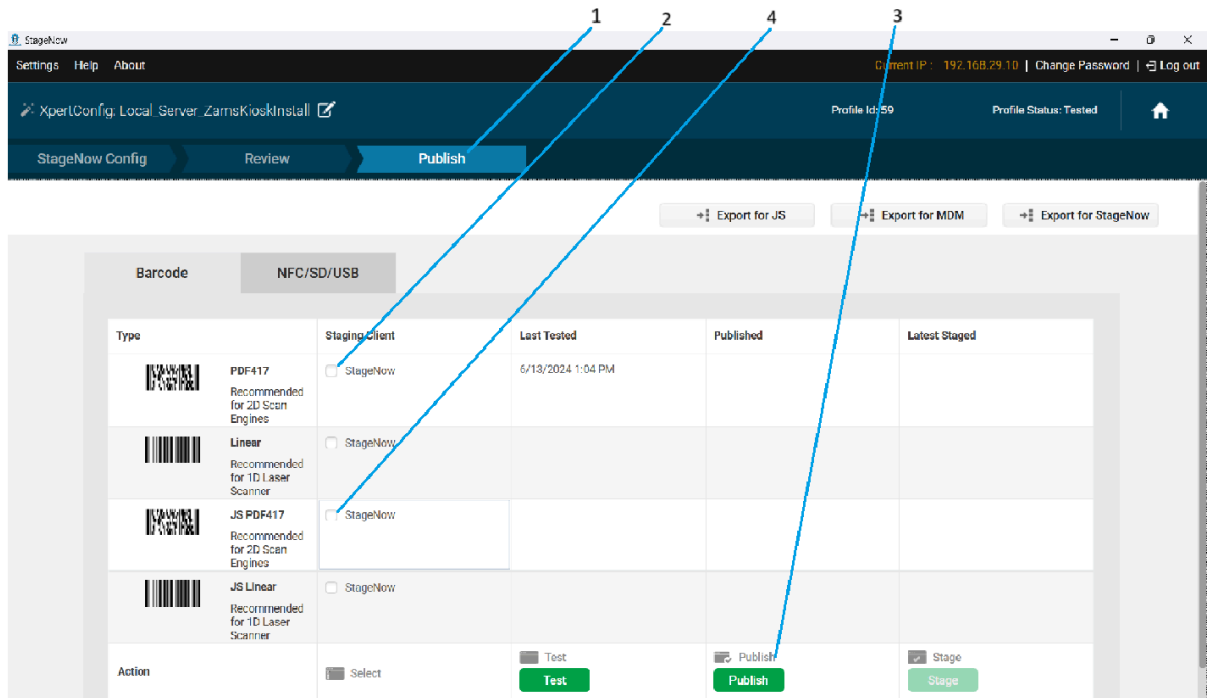 1 2 4 3
StageNow
Settings Help About
Current IP : 192.168.29.10 | Change Password | Log out
XpertConfig: Local_Server_ZamsKioskInstall
Profile Id: 59
Profile Status: Tested
StageNow Config
Review
Publish
Export for JS
Export for MDM
Export for StageNow
Barcode
NFC/SD/USB
Type
Staging Client
Last Tested
Published
Latest Staged
PDF417
Recommended
for 2D Scan
Engines
StageNow
6/13/2024 1:04 PM
Linear
Recommended
for 1D Laser
Scanner
StageNow
JS PDF417
Recommended
for 2D Scan
Engines
StageNow
JS Linear
Recommended
for 1D Laser
Scanner
StageNow
Action
Select
Test
Test
Publish
Publish
Stage
Stage